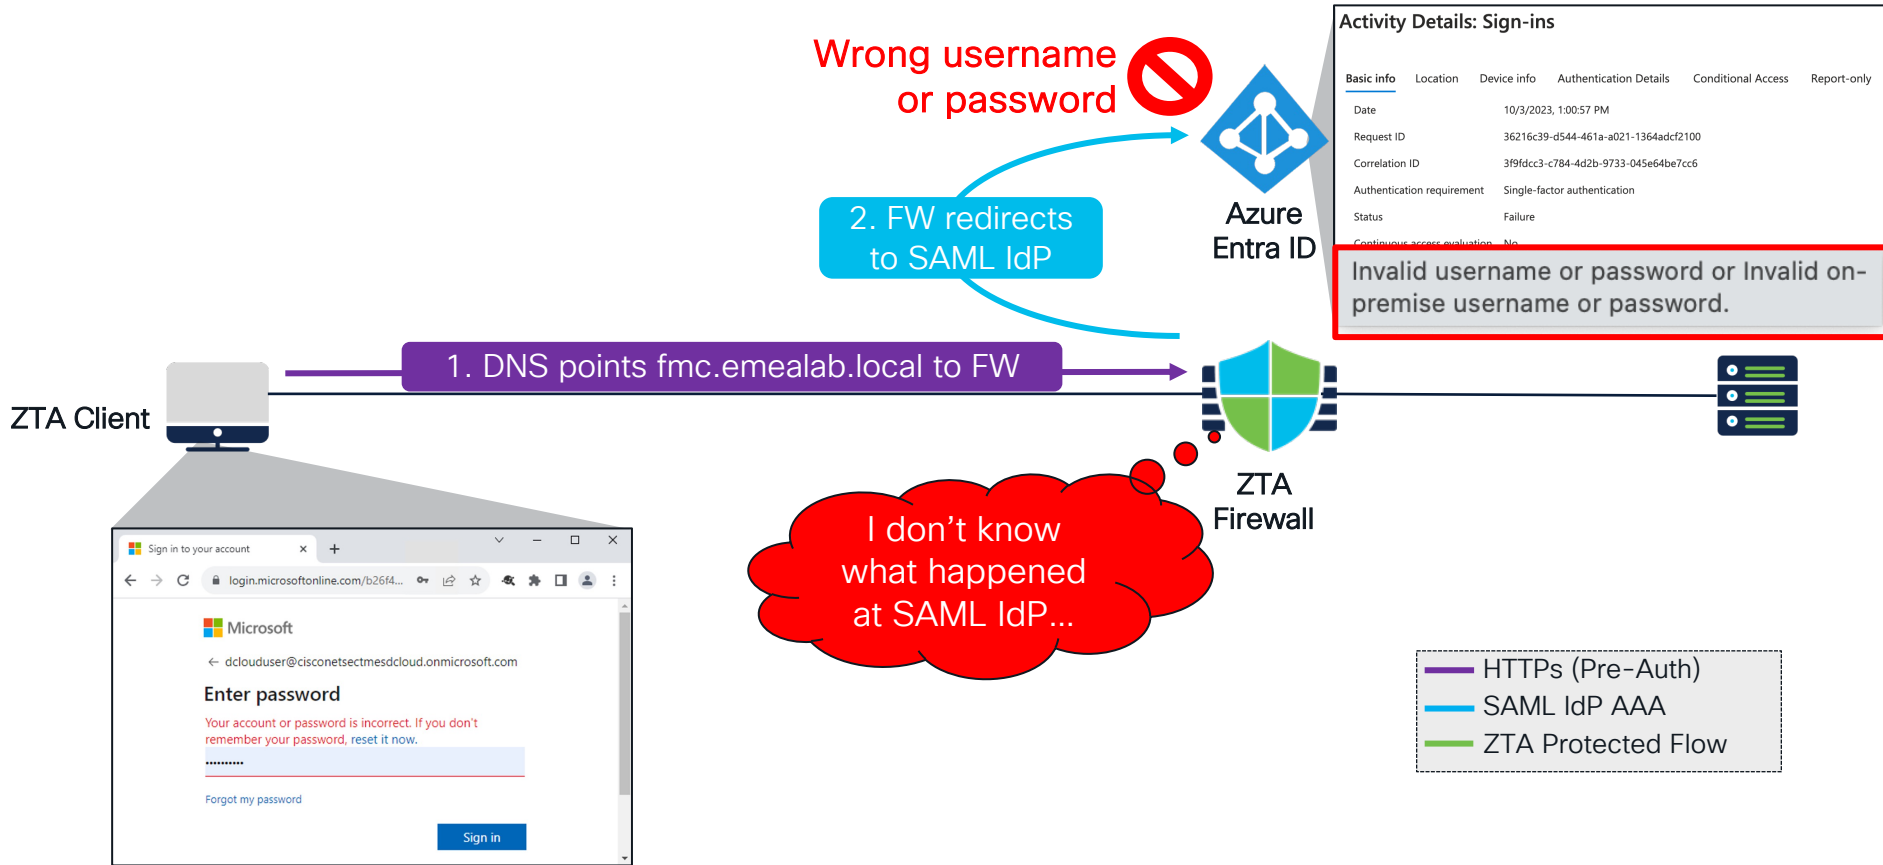 Wrong username
or password
Activity Details: Sign-ins
Basic info Location Device info Authentication Details Conditional Access Report-only
Date 10/3/2023, 1:00:57 PM
Request ID 36216c39-d544-461a-a021-1364adcf2100
Correlation ID 3f9fdcc3-c784-4d2b-9733-045e64be7cc6
Authentication requirement Single-factor authentication
Status Failure
Continuous access evaluation No
Invalid username or password or Invalid on-
premise username or password.
Azure
Entra ID
2. FW redirects
to SAML IdP
1. DNS points fmc.emealab.local to FW
ZTA Client
ZTA
Firewall
I don't know
what happened
at SAML IdP...
Sign in to your account
login.microsoftonline.com/b26f4...
Microsoft
dclouduser@cisconetsectmesdcloud.onmicrosoft.com
Enter password
Your account or password is incorrect. If you don't
remember your password, reset it now.
Forgot my password
Sign in
HTTPs (Pre-Auth)
SAML IdP AAA
ZTA Protected Flow